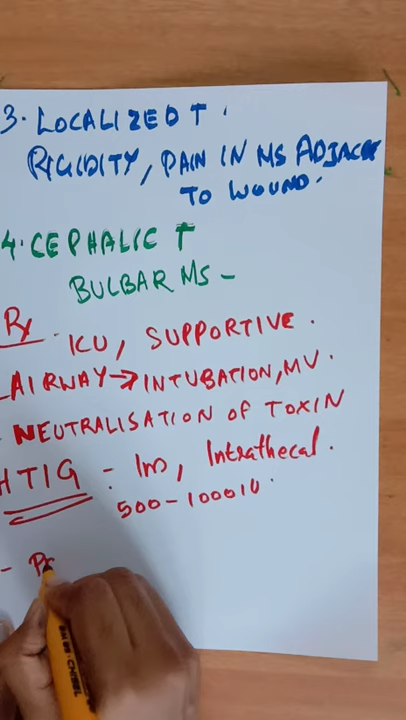 3. LOCALIZED T.
RIGIDITY, PAIN IN MS ADJACE
TO WOUND.
4. CEPHALIC T
BULBAR MS -
Rx
. ICU, SUPPORTIVE.
AIRWAY → INTUBATION, MV.
NEUTRALISATION OF TOXIN
HTIG - Im, Intrathecal.
500-1000IU.
-